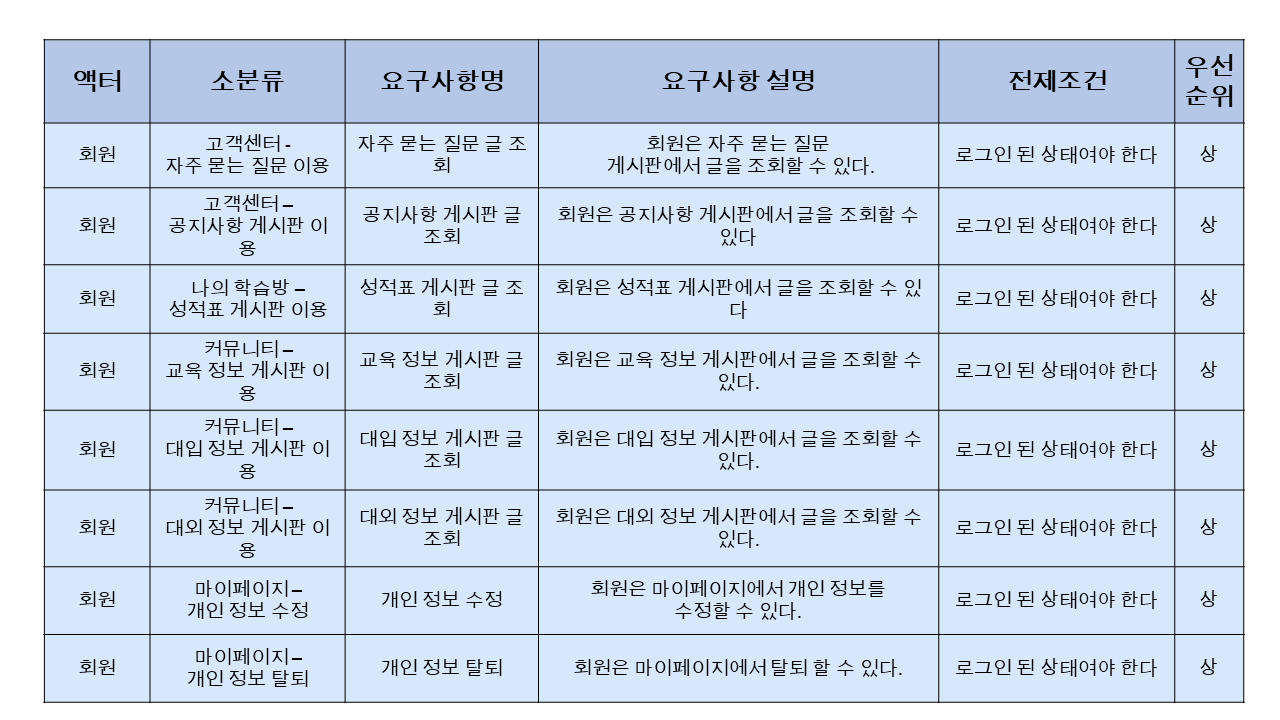 액터
소분류
요구사항명
요구사항 설명
전제조건
우선
순위
회원
고객센터 -
자주 묻는 질문 이용
자주 묻는 질문 글 조
회
회원은 자주 묻는 질문
게시판에서 글을 조회할 수 있다.
로그인 된 상태여야 한다
상
회원
고객센터 –
공지사항 게시판 이
용
공지사항 게시판 글
조회
회원은 공지사항 게시판에서 글을 조회할 수
있다
로그인 된 상태여야 한다
상
회원
나의 학습방 –
성적표 게시판 이용
성적표 게시판 글 조
회
회원은 성적표 게시판에서 글을 조회할 수 있
다
로그인 된 상태여야 한다
상
회원
커뮤니티 –
교육 정보 게시판 이
용
교육 정보 게시판 글
조회
회원은 교육 정보 게시판에서 글을 조회할 수
있다.
로그인 된 상태여야 한다
상
회원
커뮤니티 –
대입 정보 게시판 이
용
대입 정보 게시판 글
조회
회원은 대입 정보 게시판에서 글을 조회할 수
있다.
로그인 된 상태여야 한다
상
회원
커뮤니티 –
대외 정보 게시판 이
용
대외 정보 게시판 글
조회
회원은 대외 정보 게시판에서 글을 조회할 수
있다.
로그인 된 상태여야 한다
상
회원
마이페이지 –
개인 정보 수정
개인 정보 수정
회원은 마이페이지에서 개인 정보를
수정할 수 있다.
로그인 된 상태여야 한다
상
회원
마이페이지 –
개인 정보 탈퇴
개인 정보 탈퇴
회원은 마이페이지에서 탈퇴 할 수 있다.
로그인 된 상태여야 한다
상